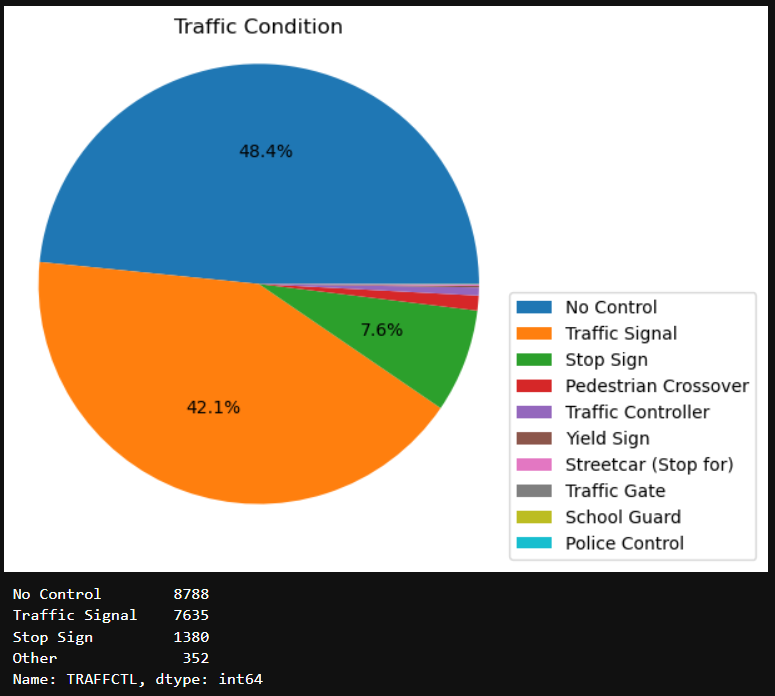 Traffic Condition
48.4%
7.6%
42.1%
No Control
Traffic Signal
Stop Sign
Pedestrian Crossover
Traffic Controller
Yield Sign
Streetcar (Stop for)
Traffic Gate
School Guard
Police Control
No Control 8788
Traffic Signal 7635
Stop Sign 1380
Other 352
Name: TRAFFCTL, dtype: int64